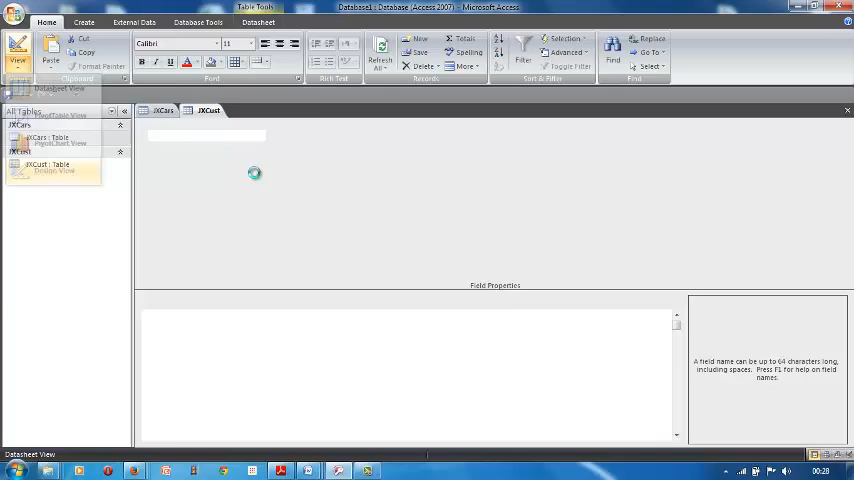 Table Tools
Database1 : Database (Access 2007) - Microsoft Access
Home Create External Data Database Tools Datasheet
View
Paste
Cut
Copy
Format Painter
Clipboard
Calibri 11
B I U A
Font
Rich Text
Refresh All
New
Save
Delete
Totals
Spelling
More
Records
Filter
Selection
Advanced
Toggle Filter
Sort & Filter
Find
Replace
Go To
Select
Find
Datasheet View
PivotTable View
PivotChart View
Design View
All Tables
JXCars
JXCars : Table
JXCust
JXCust : Table
JXCars JXCust
Field Properties
A field name can be up to 64 characters long,
including spaces. Press F1 for help on field
names.
Datasheet View
00:28